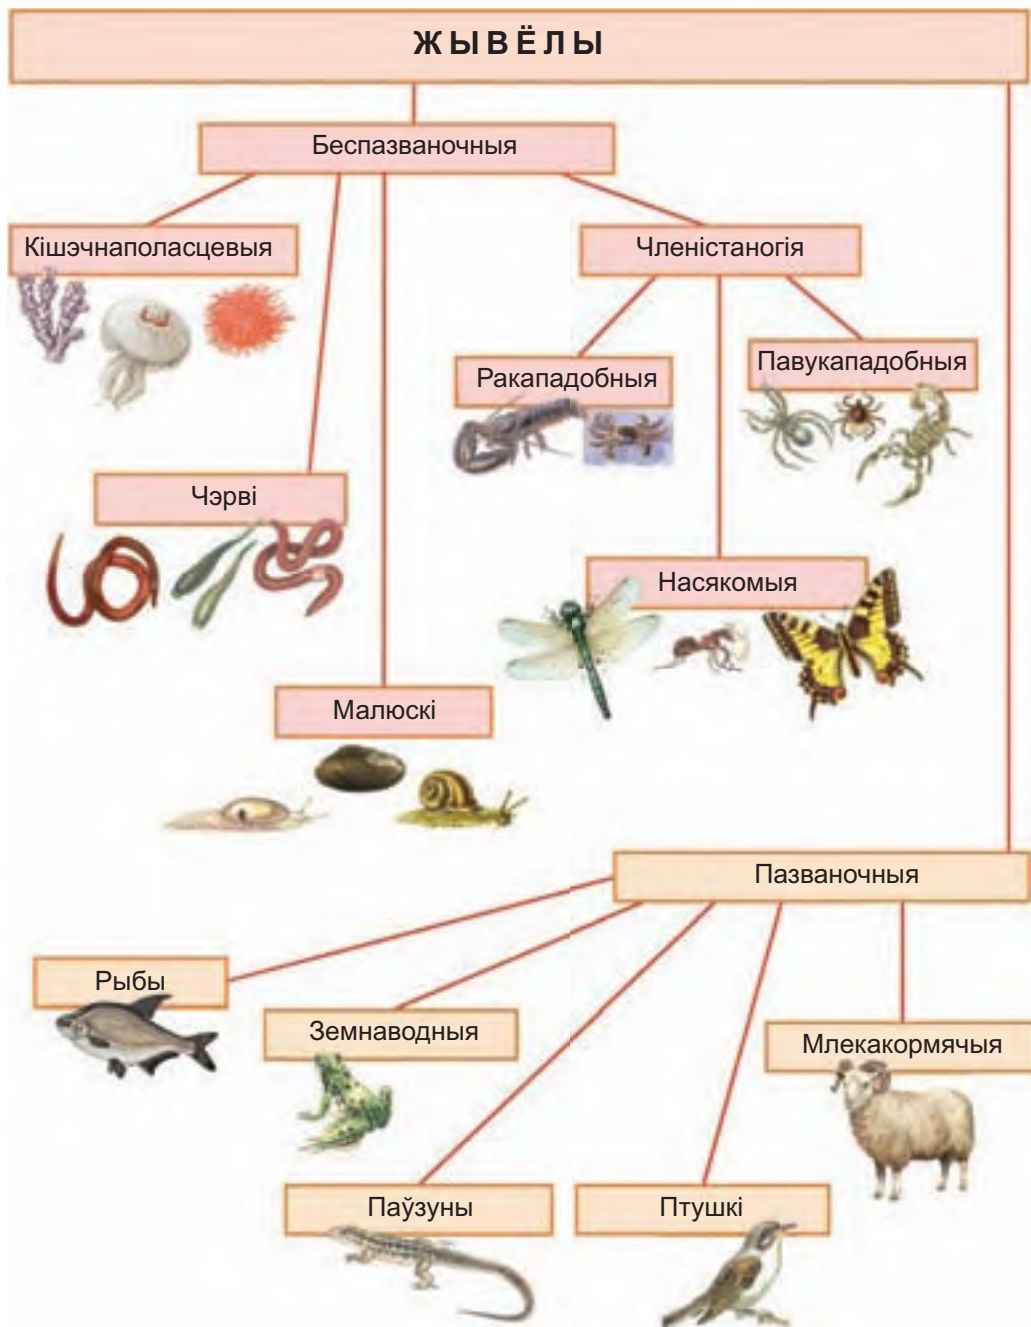 ЖЫВЁЛЫ
Беспазваночныя
Кішэчнаполасцевыя
Членістаногія
Ракападобныя
Павукападобныя
Чэрві
Насякомыя
Малюскі
Пазваночныя
Рыбы
Земнаводныя
Млекакормячыя
Паўзуны
Птушкі